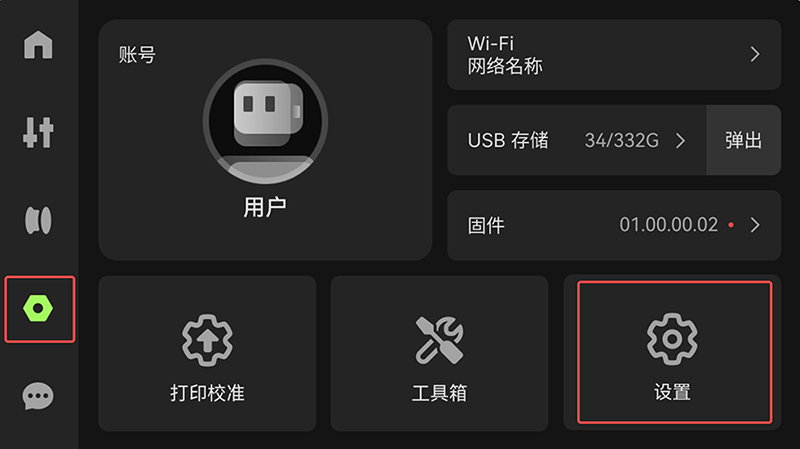 账号
用户
Wi-Fi
网络名称
USB 存储 34/332G 弹出
固件 01.00.00.02
打印校准 工具箱 设置